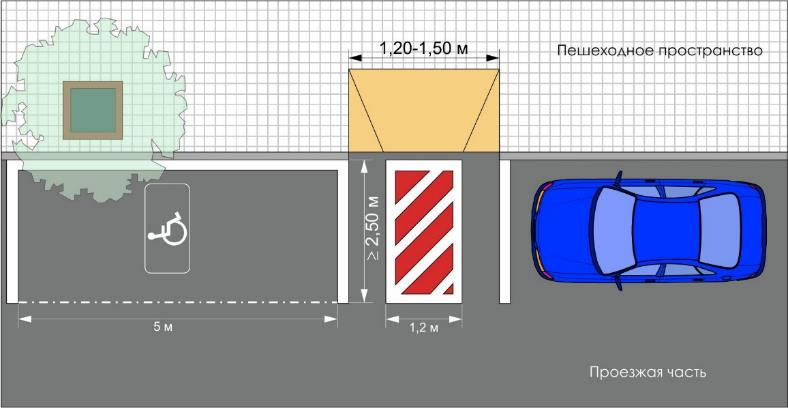 1,20-1,50 м
Пешеходное пространство
≥ 2,50 м
5 м
1,2 м
Проезжая часть